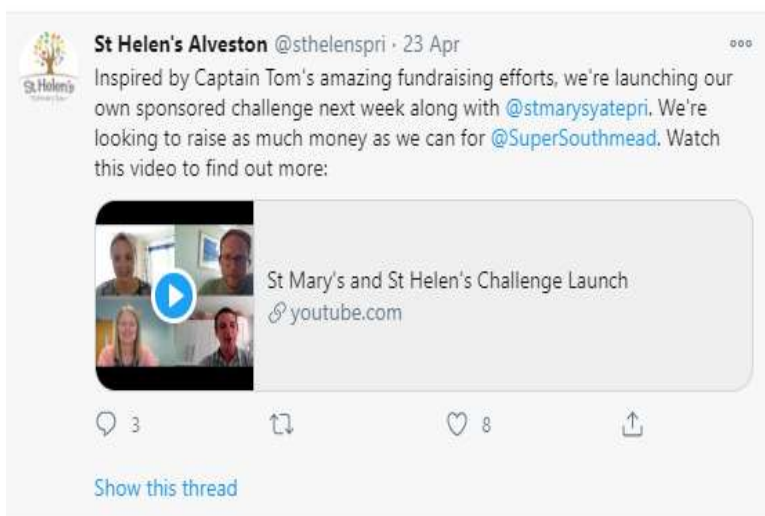 St Helen's Alveston @sthelenspri · 23 Apr
Inspired by Captain Tom's amazing fundraising efforts, we're launching our
own sponsored challenge next week along with @stmarysyatepri. We're
looking to raise as much money as we can for @SuperSouthmead. Watch
this video to find out more:
St Helen's
St Mary's and St Helen's Challenge Launch
youtube.com
3
8
Show this thread